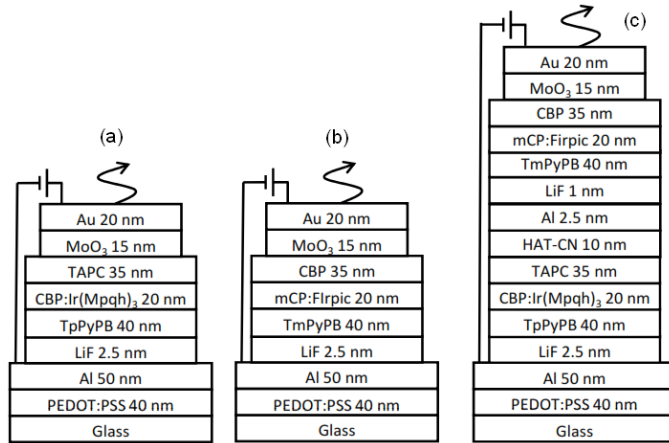 (a)
Au 20 nm
MoO₃ 15 nm
TAPC 35 nm
CBP:Ir(Mpqh)₃ 20 nm
TpPyPB 40 nm
LiF 2.5 nm
Al 50 nm
PEDOT:PSS 40 nm
Glass
(b)
Au 20 nm
MoO₃ 15 nm
CBP 35 nm
mCP:FIrpic 20 nm
TmPyPB 40 nm
LiF 2.5 nm
Al 50 nm
PEDOT:PSS 40 nm
Glass
(c)
Au 20 nm
MoO₃ 15 nm
CBP 35 nm
mCP:Firpic 20 nm
TmPyPB 40 nm
LiF 1 nm
Al 2.5 nm
HAT-CN 10 nm
TAPC 35 nm
CBP:Ir(Mpqh)₃ 20 nm
TpPyPB 40 nm
LiF 2.5 nm
Al 50 nm
PEDOT:PSS 40 nm
Glass